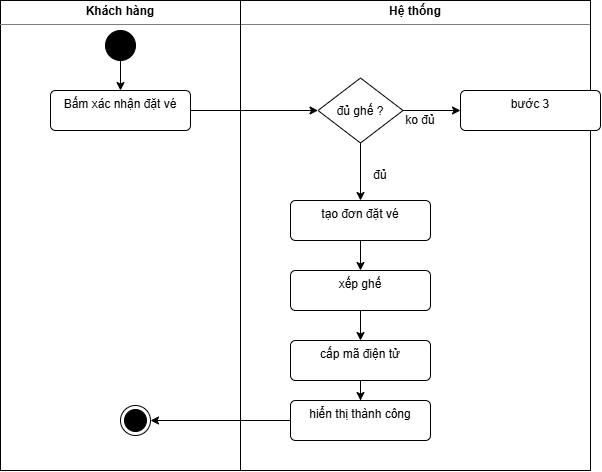 Khách hàng
Hệ thống
Bấm xác nhận đặt vé
đủ ghế ?
ko đủ
bước 3
đủ
tạo đơn đặt vé
xếp ghế
cấp mã điện tử
hiển thị thành công